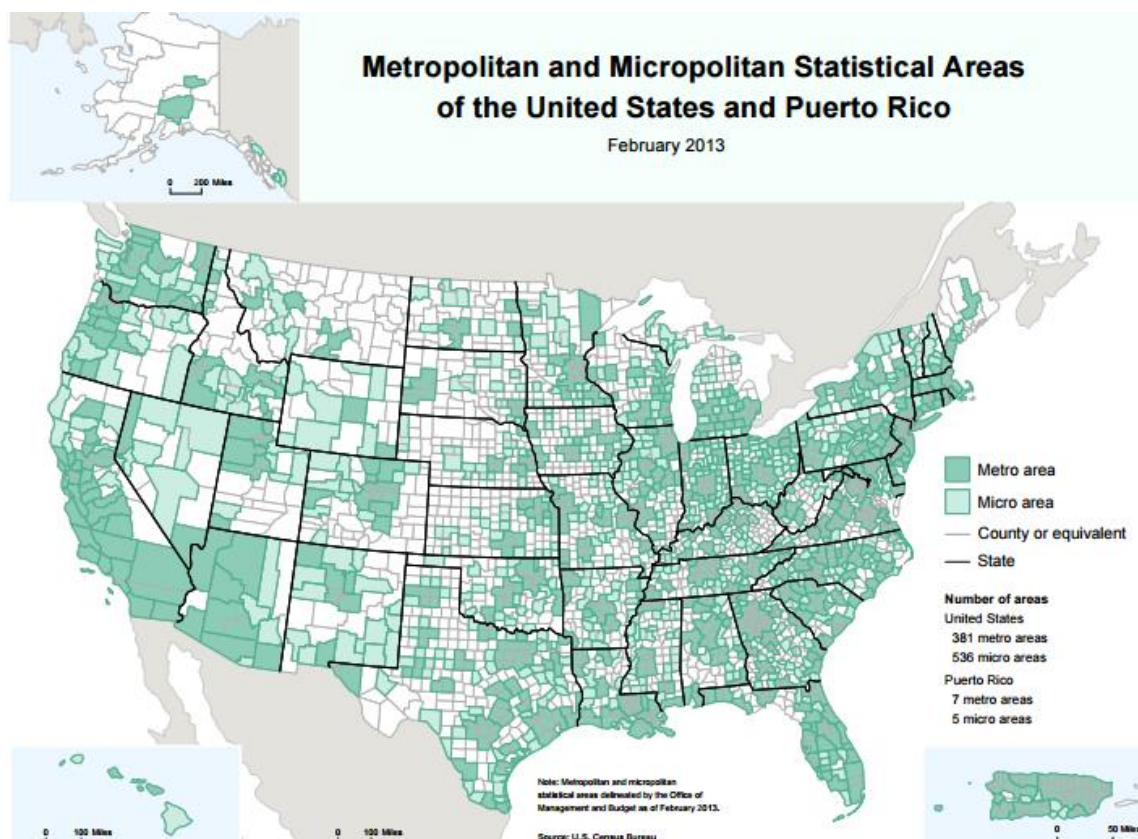 Metropolitan and Micropolitan Statistical Areas
of the United States and Puerto Rico
February 2013
0 200 Miles
Metro area
Micro area
County or equivalent
State
Number of areas
United States
381 metro areas
536 micro areas
Puerto Rico
7 metro areas
5 micro areas
Note: Metropolitan and micropolitan
statistical areas delineated by the Office of
Management and Budget as of February 2013.
Source: U.S. Census Bureau
0 100 Miles
0 100 Miles
0 50 Miles